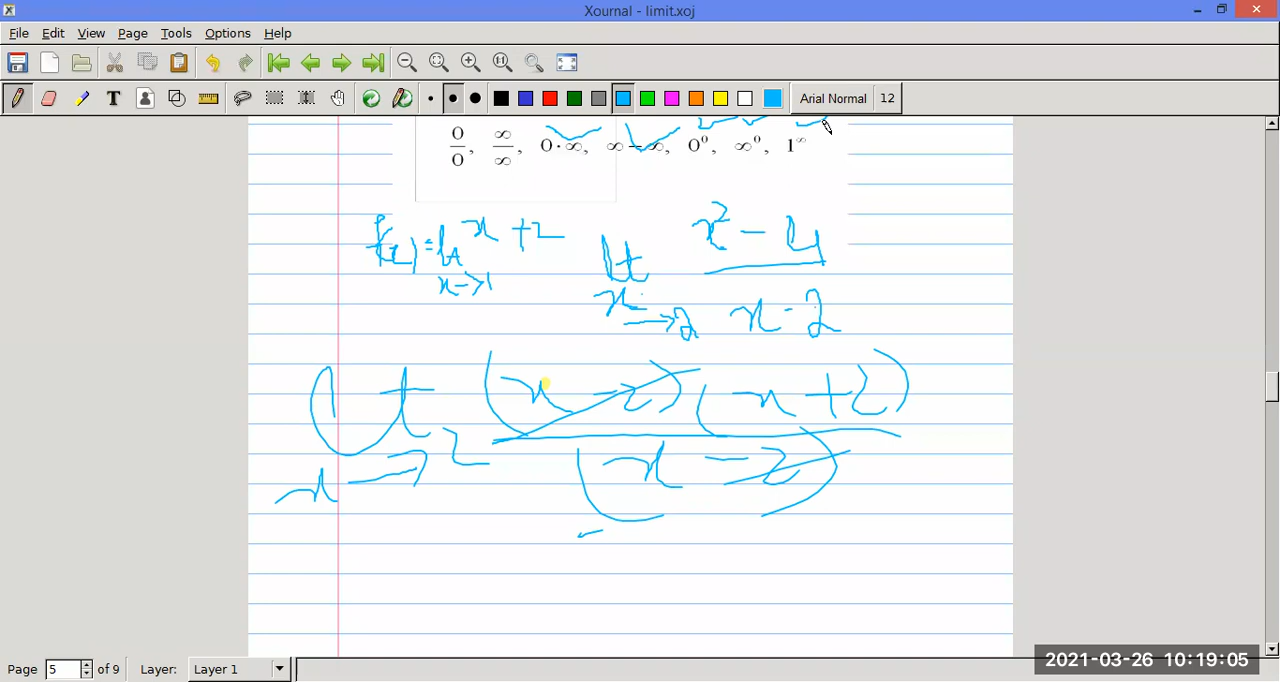 Xournal - limit.xoj
File Edit View Page Tools Options Help
Arial Normal 12
0/0, ∞/∞, 0·∞, ∞ − ∞, 0⁰, ∞⁰, 1^∞
f(x) = lt x→1 x + 2
lt x→2 (x² − 4)/(x − 2)
lt x→2 (x − 2)(x + 2)/(x − 2)
Page 5 of 9 Layer: Layer 1
2021-03-26 10:19:05